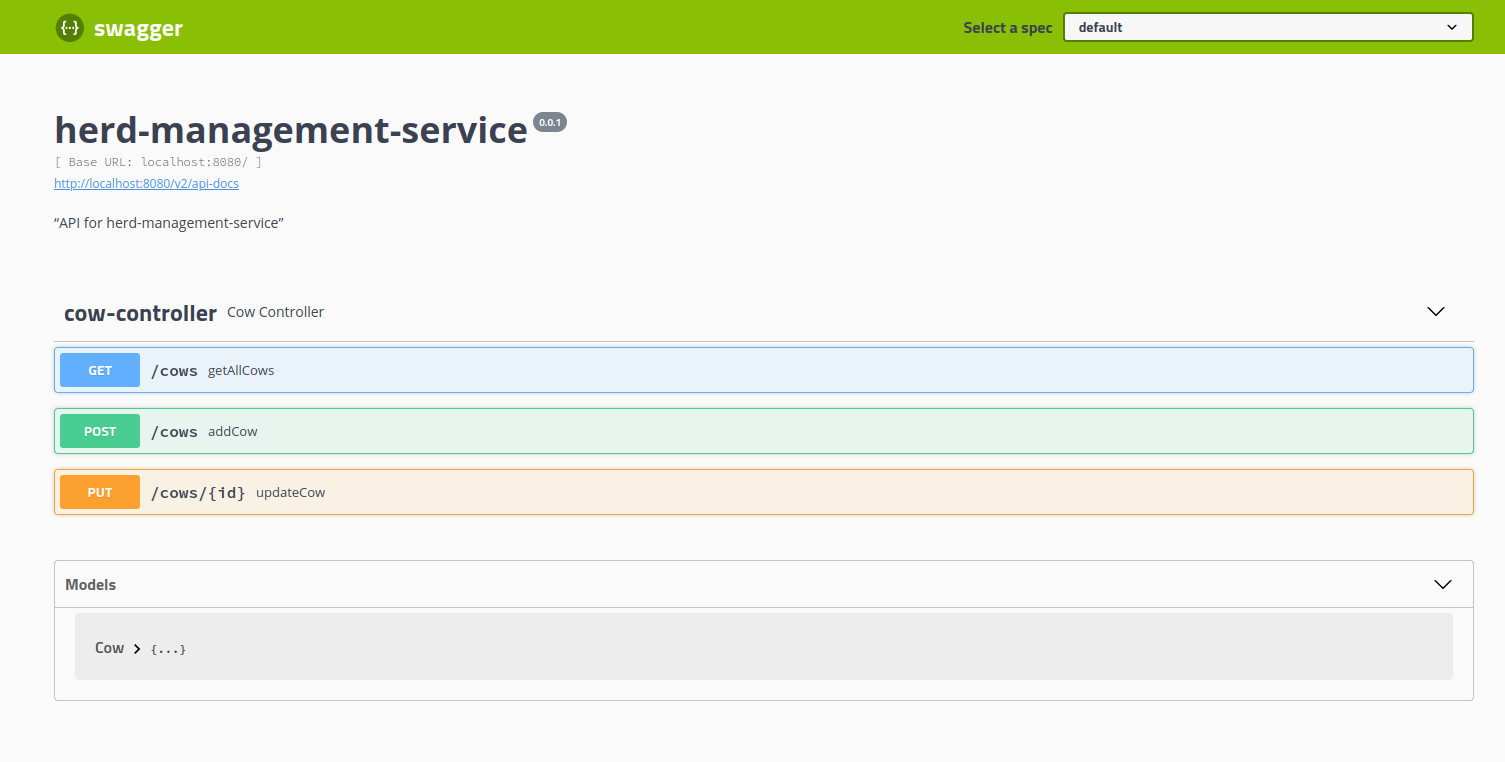 {...} swagger Select a spec default
herd-management-service 0.0.1
[ Base URL: localhost:8080/ ]
http://localhost:8080/v2/api-docs
“API for herd-management-service”
cow-controller Cow Controller
GET /cows getAllCows
POST /cows addCow
PUT /cows/{id} updateCow
Models
Cow {...}